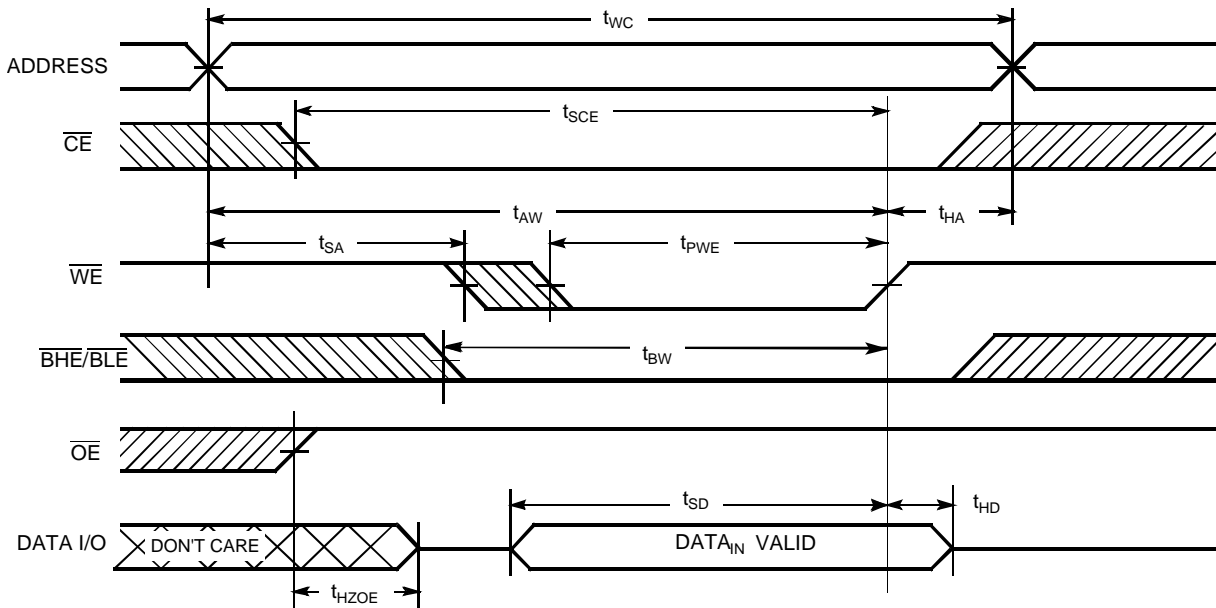 tWC
ADDRESS
tSCE
CE
tAW
tHA
tSA
tPWE
WE
BHE/BLE
tBW
OE
tSD
tHD
DATA I/O
DON'T CARE
DATAIN VALID
tHZOE